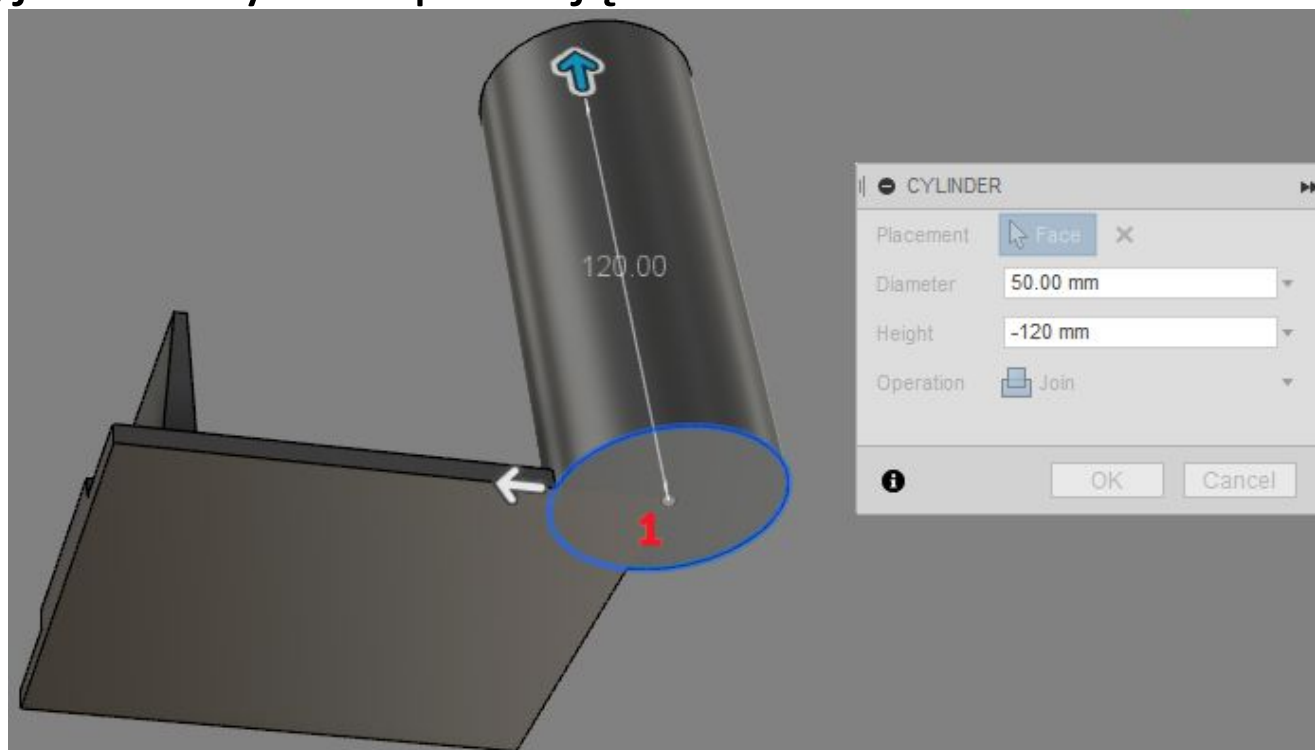 CYLINDER
Placement Face
Diameter 50.00 mm
Height -120 mm
Operation Join
OK Cancel
120.00
1